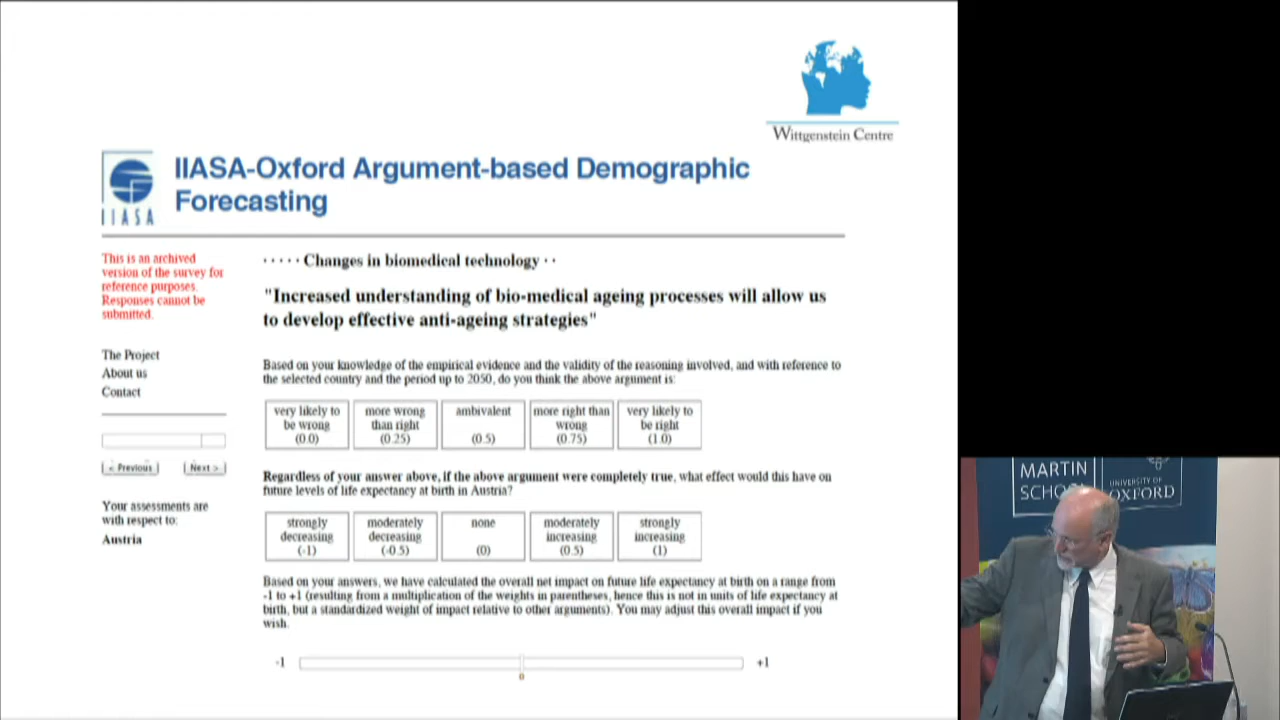 Wittgenstein Centre
IIASA
IIASA-Oxford Argument-based Demographic
Forecasting
This is an archived
version of the survey for
reference purposes.
Responses cannot be
submitted.
The Project
About us
Contact
< Previous
Next >
Your assessments are
with respect to:
Austria
· · · · · Changes in biomedical technology · ·
"Increased understanding of bio-medical ageing processes will allow us
to develop effective anti-ageing strategies"
Based on your knowledge of the empirical evidence and the validity of the reasoning involved, and with reference to
the selected country and the period up to 2050, do you think the above argument is:
very likely to
be wrong
(0.0)
more wrong
than right
(0.25)
ambivalent
(0.5)
more right than
wrong
(0.75)
very likely to
be right
(1.0)
Regardless of your answer above, if the above argument were completely true, what effect would this have on
future levels of life expectancy at birth in Austria?
strongly
decreasing
(-1)
moderately
decreasing
(-0.5)
none
(0)
moderately
increasing
(0.5)
strongly
increasing
(1)
Based on your answers, we have calculated the overall net impact on future life expectancy at birth on a range from
-1 to +1 (resulting from a multiplication of the weights in parentheses, hence this is not in units of life expectancy at
birth, but a standardized weight of impact relative to other arguments). You may adjust this overall impact if you
wish.
-1
+1
0
MARTIN
SCHOOL
UNIVERSITY OF
OXFORD